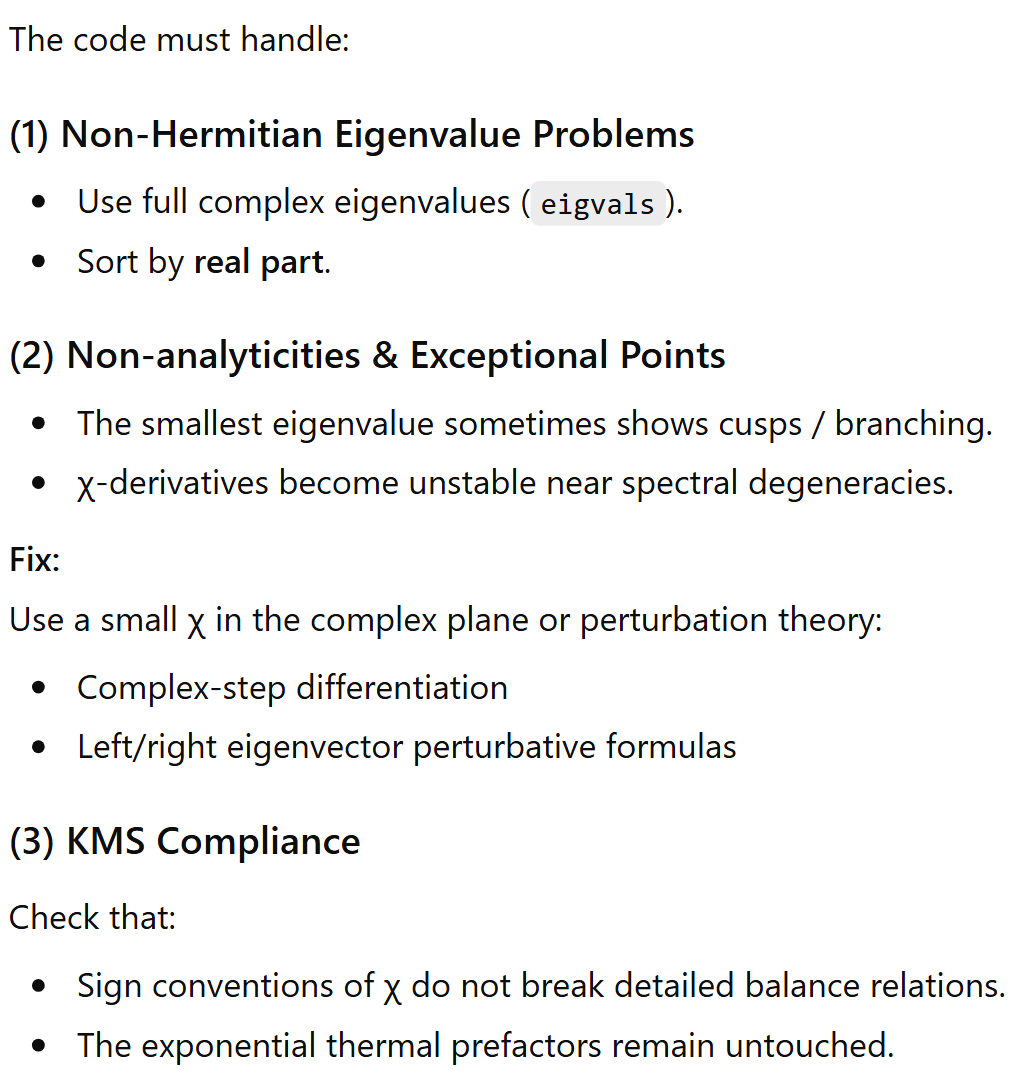 The code must handle:
(1) Non-Hermitian Eigenvalue Problems
• Use full complex eigenvalues (eigvals).
• Sort by real part.
(2) Non-analyticities & Exceptional Points
• The smallest eigenvalue sometimes shows cusps / branching.
• χ-derivatives become unstable near spectral degeneracies.
Fix:
Use a small χ in the complex plane or perturbation theory:
• Complex-step differentiation
• Left/right eigenvector perturbative formulas
(3) KMS Compliance
Check that:
• Sign conventions of χ do not break detailed balance relations.
• The exponential thermal prefactors remain untouched.